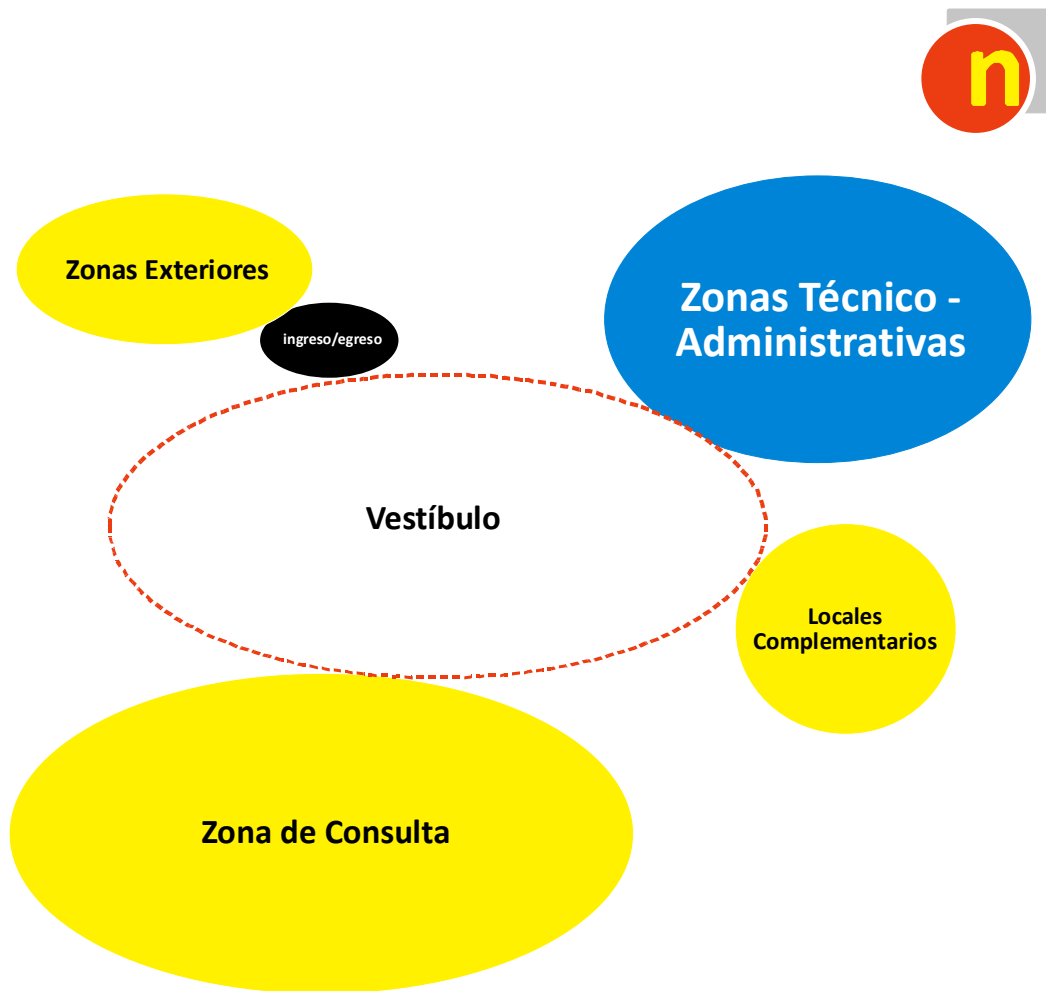 n
Zonas Exteriores
Zonas Técnico -
Administrativas
ingreso/egreso
Vestíbulo
Locales
Complementarios
Zona de Consulta